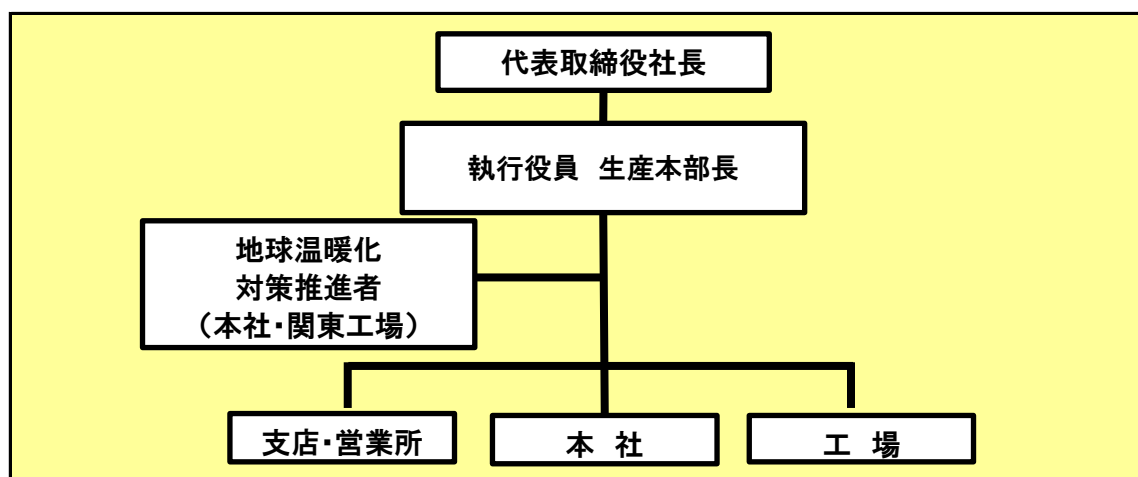 代表取締役社長
執行役員 生産本部長
地球温暖化
対策推進者
(本社・関東工場)
支店・営業所
本 社
工 場